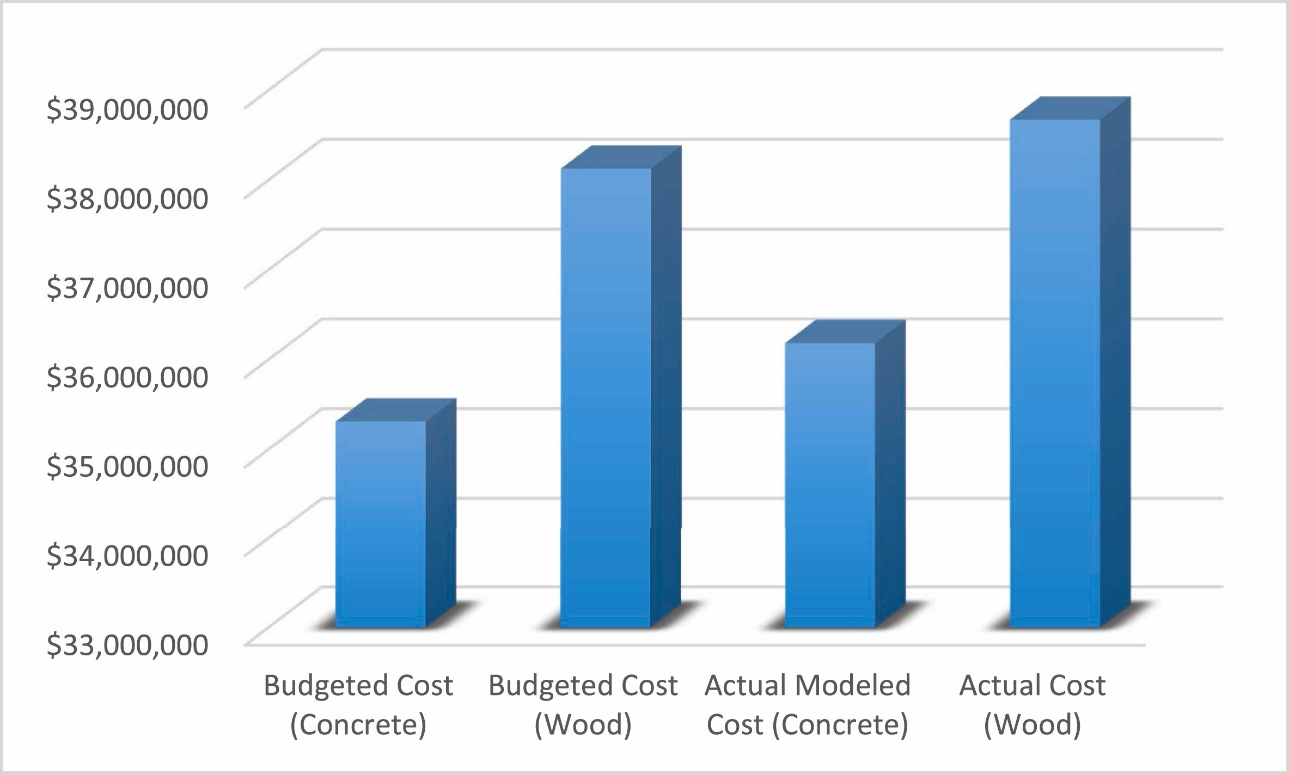 $39,000,000
$38,000,000
$37,000,000
$36,000,000
$35,000,000
$34,000,000
$33,000,000
Budgeted Cost
(Concrete)
Budgeted Cost
(Wood)
Actual Modeled
Cost (Concrete)
Actual Cost
(Wood)